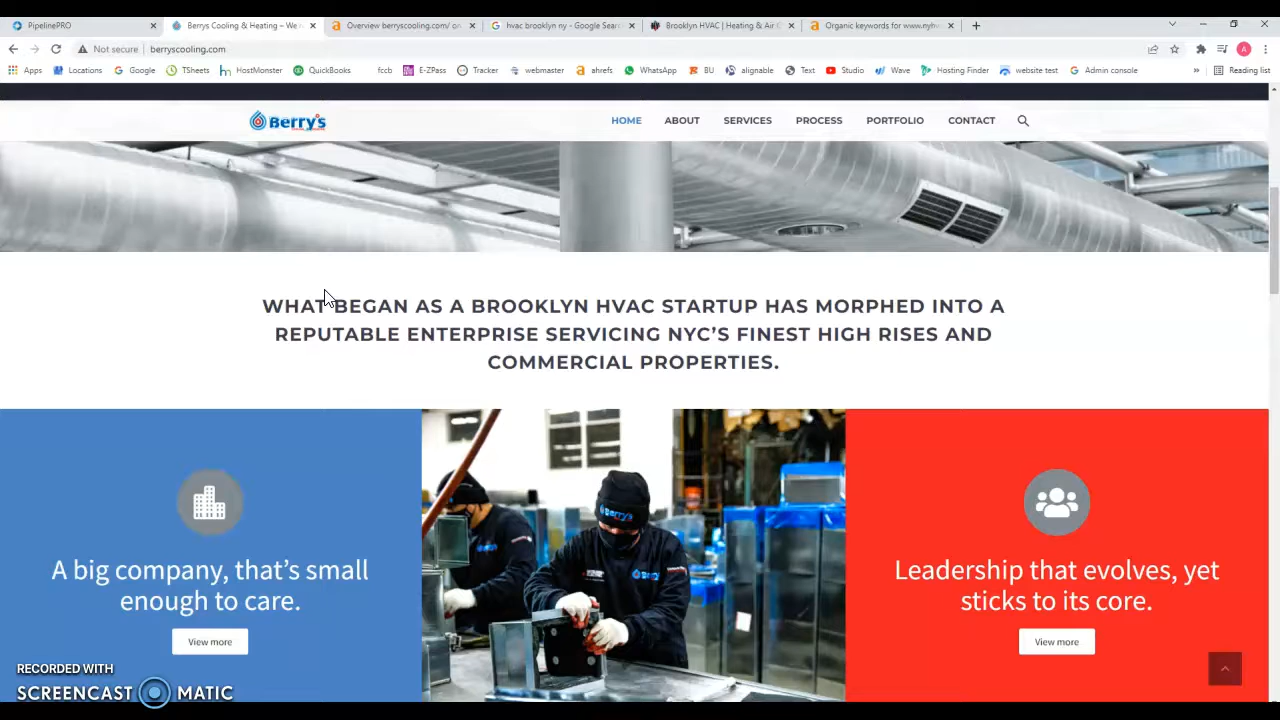 PipelinePRO
Berrys Cooling & Heating – We
Overview berryscooling.com/ on
hvac brooklyn ny - Google Searc
Brooklyn HVAC | Heating & Air C
Organic keywords for www.nyhv
Not secure
berryscooling.com
A
Apps
Locations
Google
TSheets
HostMonster
QuickBooks
fccb
E-ZPass
Tracker
webmaster
ahrefs
WhatsApp
BU
alignable
Text
Studio
Wave
Hosting Finder
website test
Admin console
»
Reading list
Berry's
HOME
ABOUT
SERVICES
PROCESS
PORTFOLIO
CONTACT
WHAT BEGAN AS A BROOKLYN HVAC STARTUP HAS MORPHED INTO A
REPUTABLE ENTERPRISE SERVICING NYC’S FINEST HIGH RISES AND
COMMERCIAL PROPERTIES.
A big company, that’s small
enough to care.
View more
Berry's
Berry's
Leadership that evolves, yet
sticks to its core.
View more
RECORDED WITH
SCREENCAST MATIC